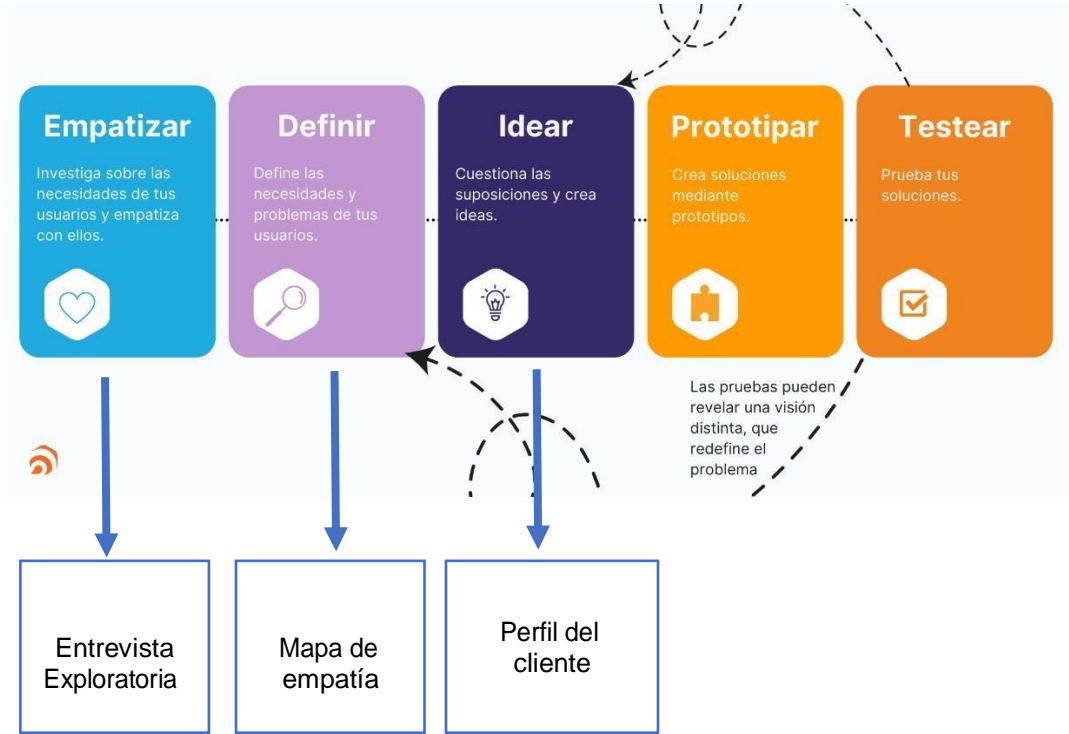 Empatizar
Investiga sobre las
necesidades de tus
usuarios y empatiza
con ellos.
Definir
Define las
necesidades y
problemas de tus
usuarios.
Idear
Cuestiona las
suposiciones y crea
ideas.
Prototipar
Crea soluciones
mediante
prototipos.
Testear
Prueba tus
soluciones.
Las pruebas pueden
revelar una visión
distinta, que
redefine el
problema
Entrevista
Exploratoria
Mapa de
empatía
Perfil del
cliente